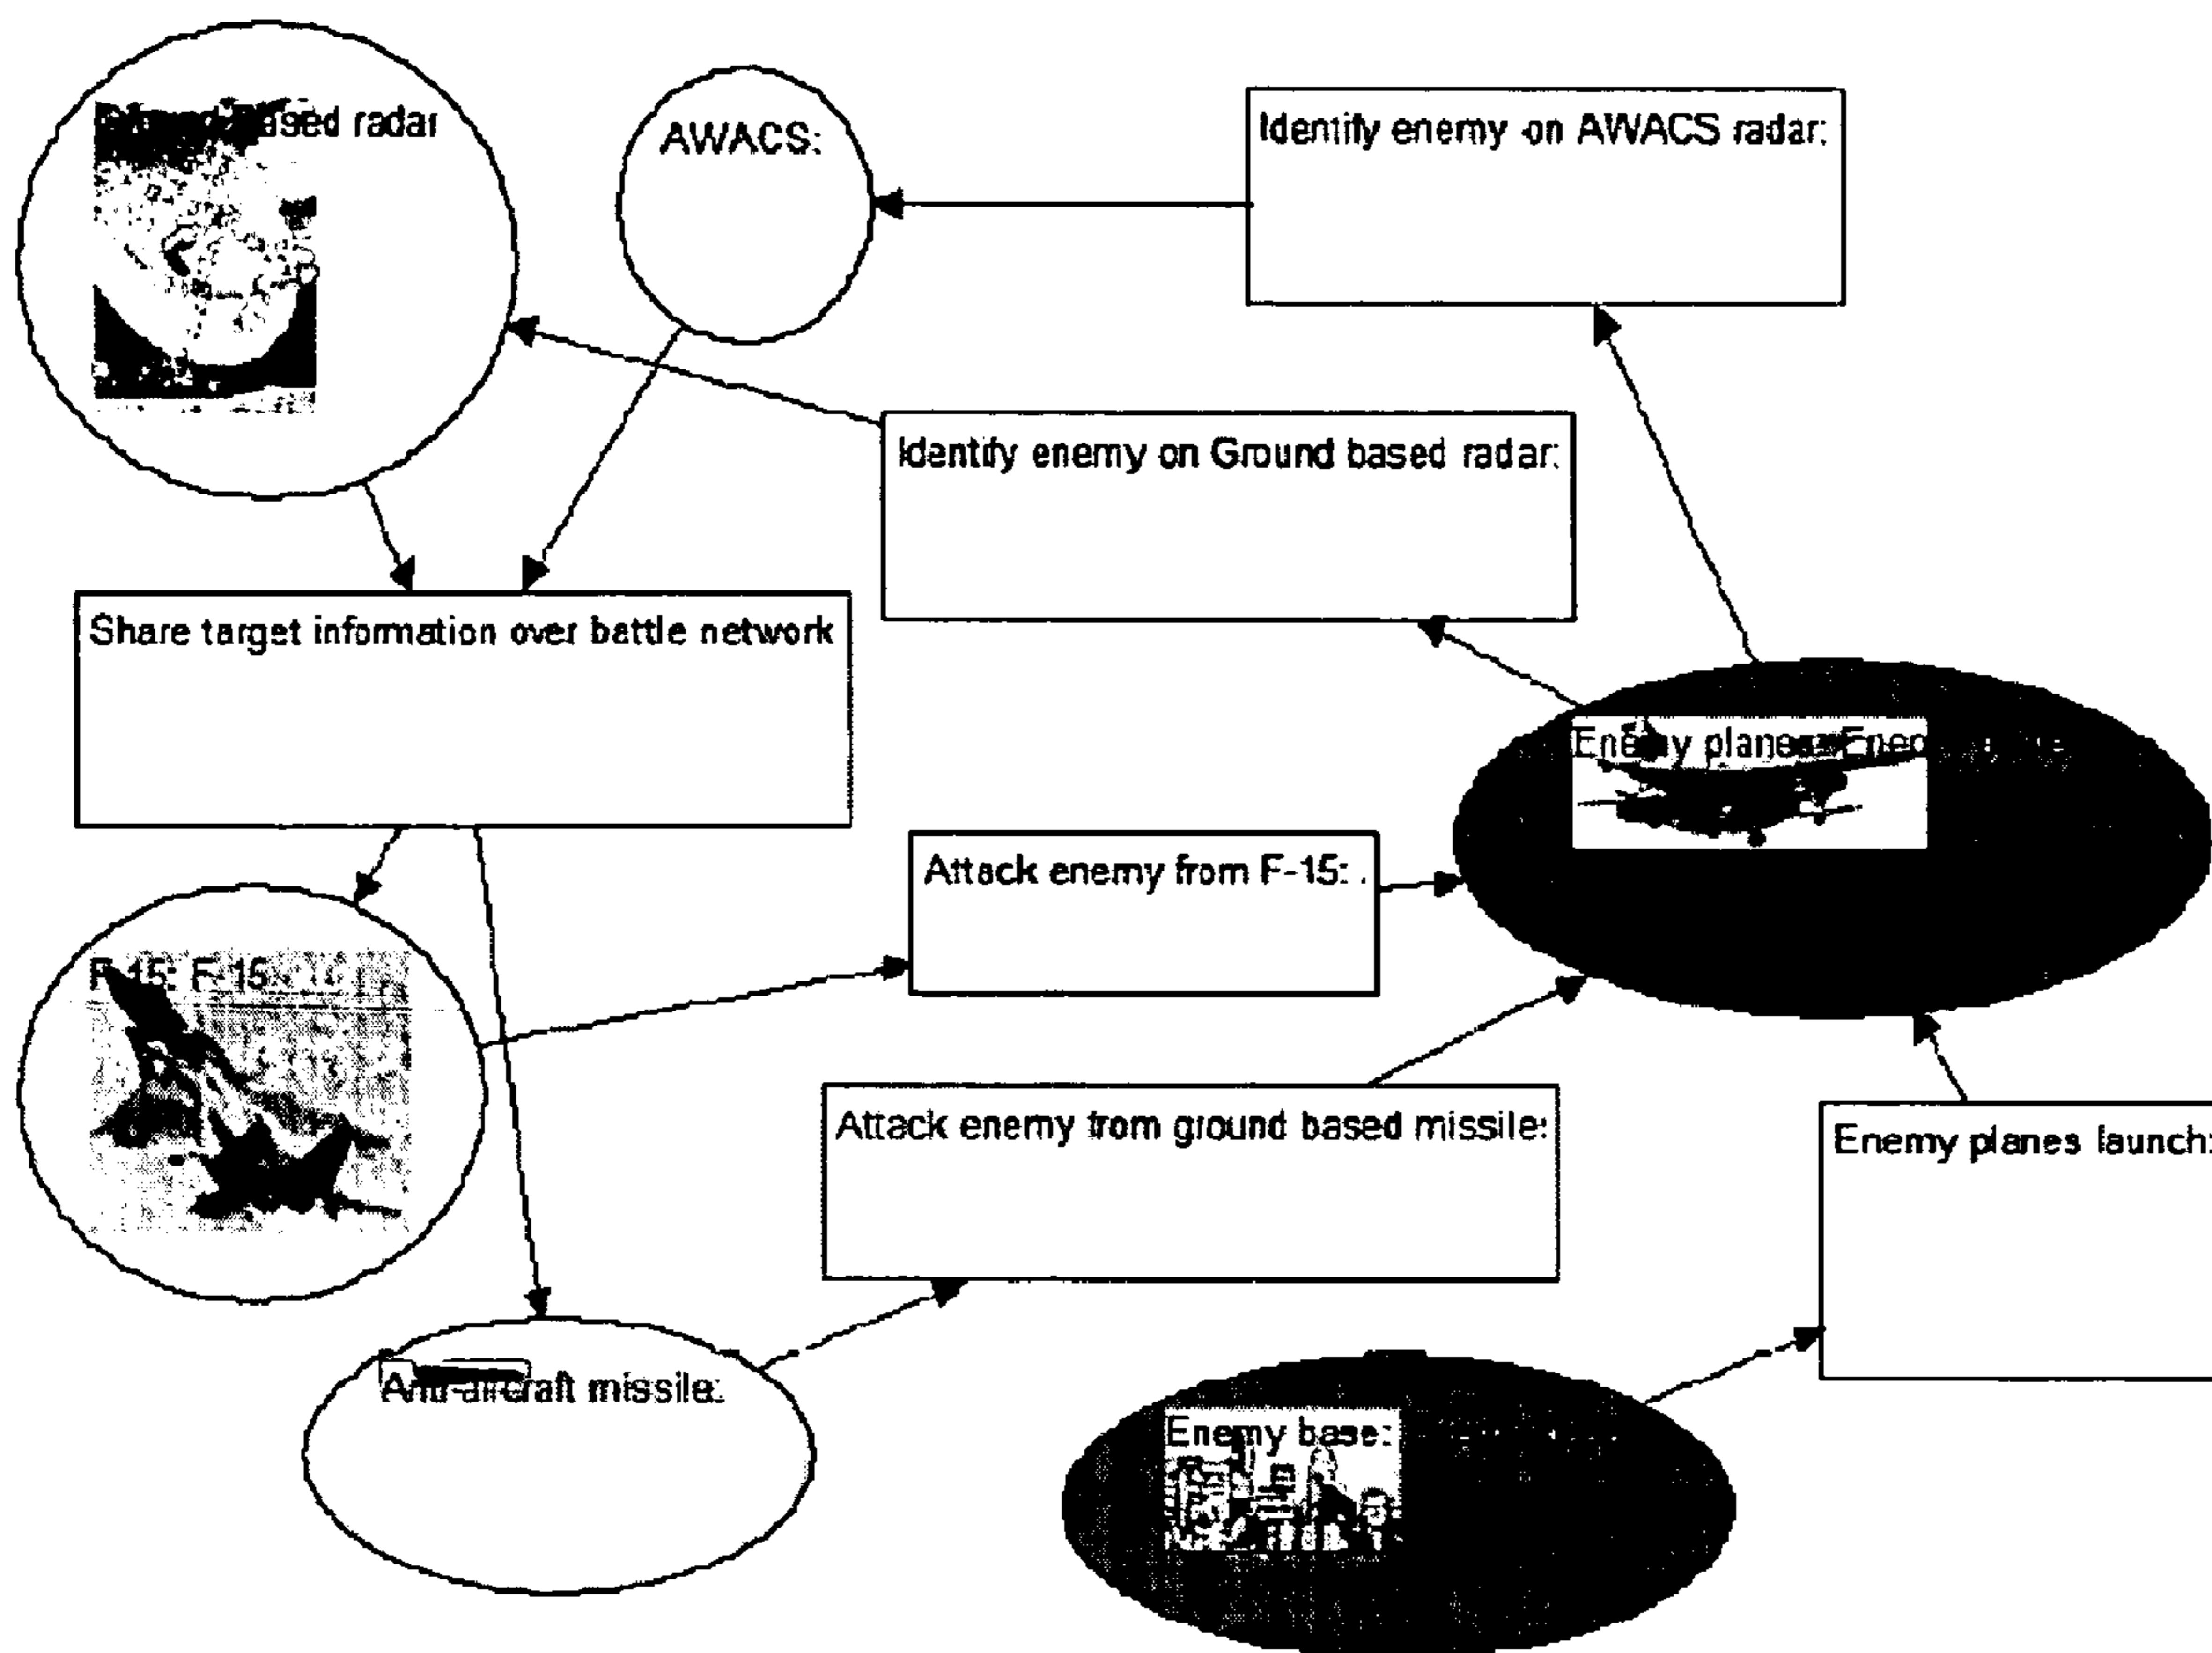 based radar
AWACS:
Identify enemy on AWACS radar:
Identify enemy on Ground based radar:
Share target information over battle network
Enemy planes:
Attack enemy from F-15: .
F-15: F-15
Attack enemy from ground based missile:
Enemy planes launch:
Anti-aircraft missile:
Enemy base: